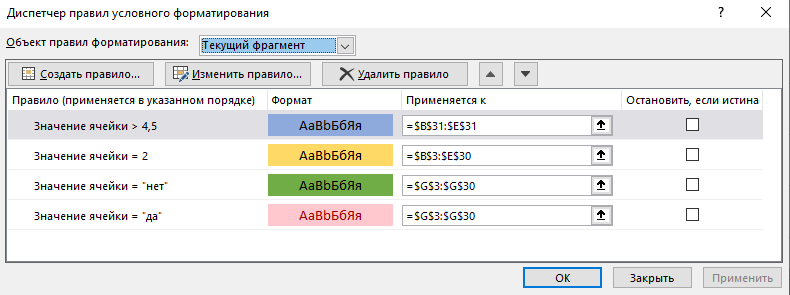 Диспетчер правил условного форматирования ? ×
Объект правил форматирования: Текущий фрагмент
Создать правило... Изменить правило... Удалить правило
Правило (применяется в указанном порядке) Формат Применяется к Остановить, если истина
Значение ячейки > 4,5 АаВbБбЯя =$B$31:$E$31
Значение ячейки = 2 АаВbБбЯя =$B$3:$E$30
Значение ячейки = "нет" АаВbБбЯя =$G$3:$G$30
Значение ячейки = "да" АаВbБбЯя =$G$3:$G$30
ОК Закрыть Применить